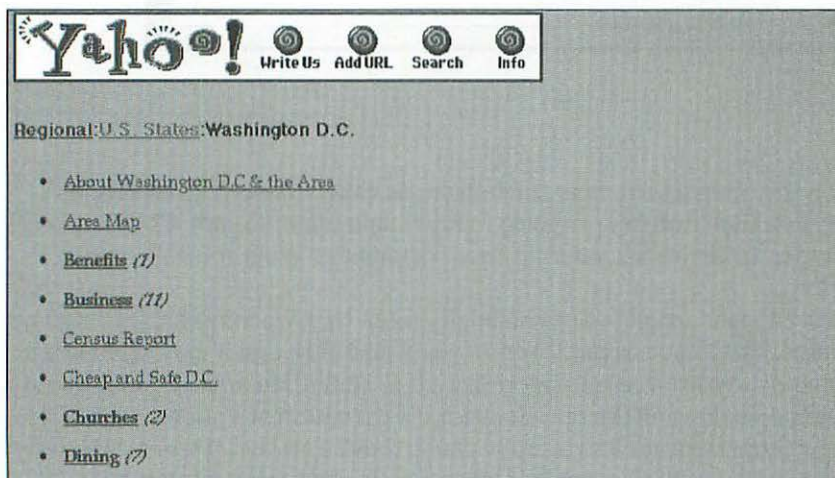 Yahoo!
Write Us Add URL Search Info
Regional:U.S. States:Washington D.C.
• About Washington D.C & the Area
• Area Map
• Benefits (1)
• Business (11)
• Census Report
• Cheap and Safe D.C.
• Churches (2)
• Dining (7)